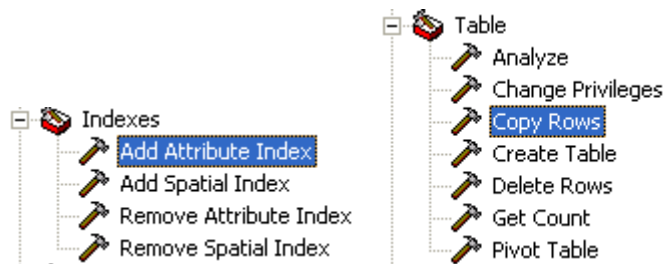 Indexes
Add Attribute Index
Add Spatial Index
Remove Attribute Index
Remove Spatial Index
Table
Analyze
Change Privileges
Copy Rows
Create Table
Delete Rows
Get Count
Pivot Table